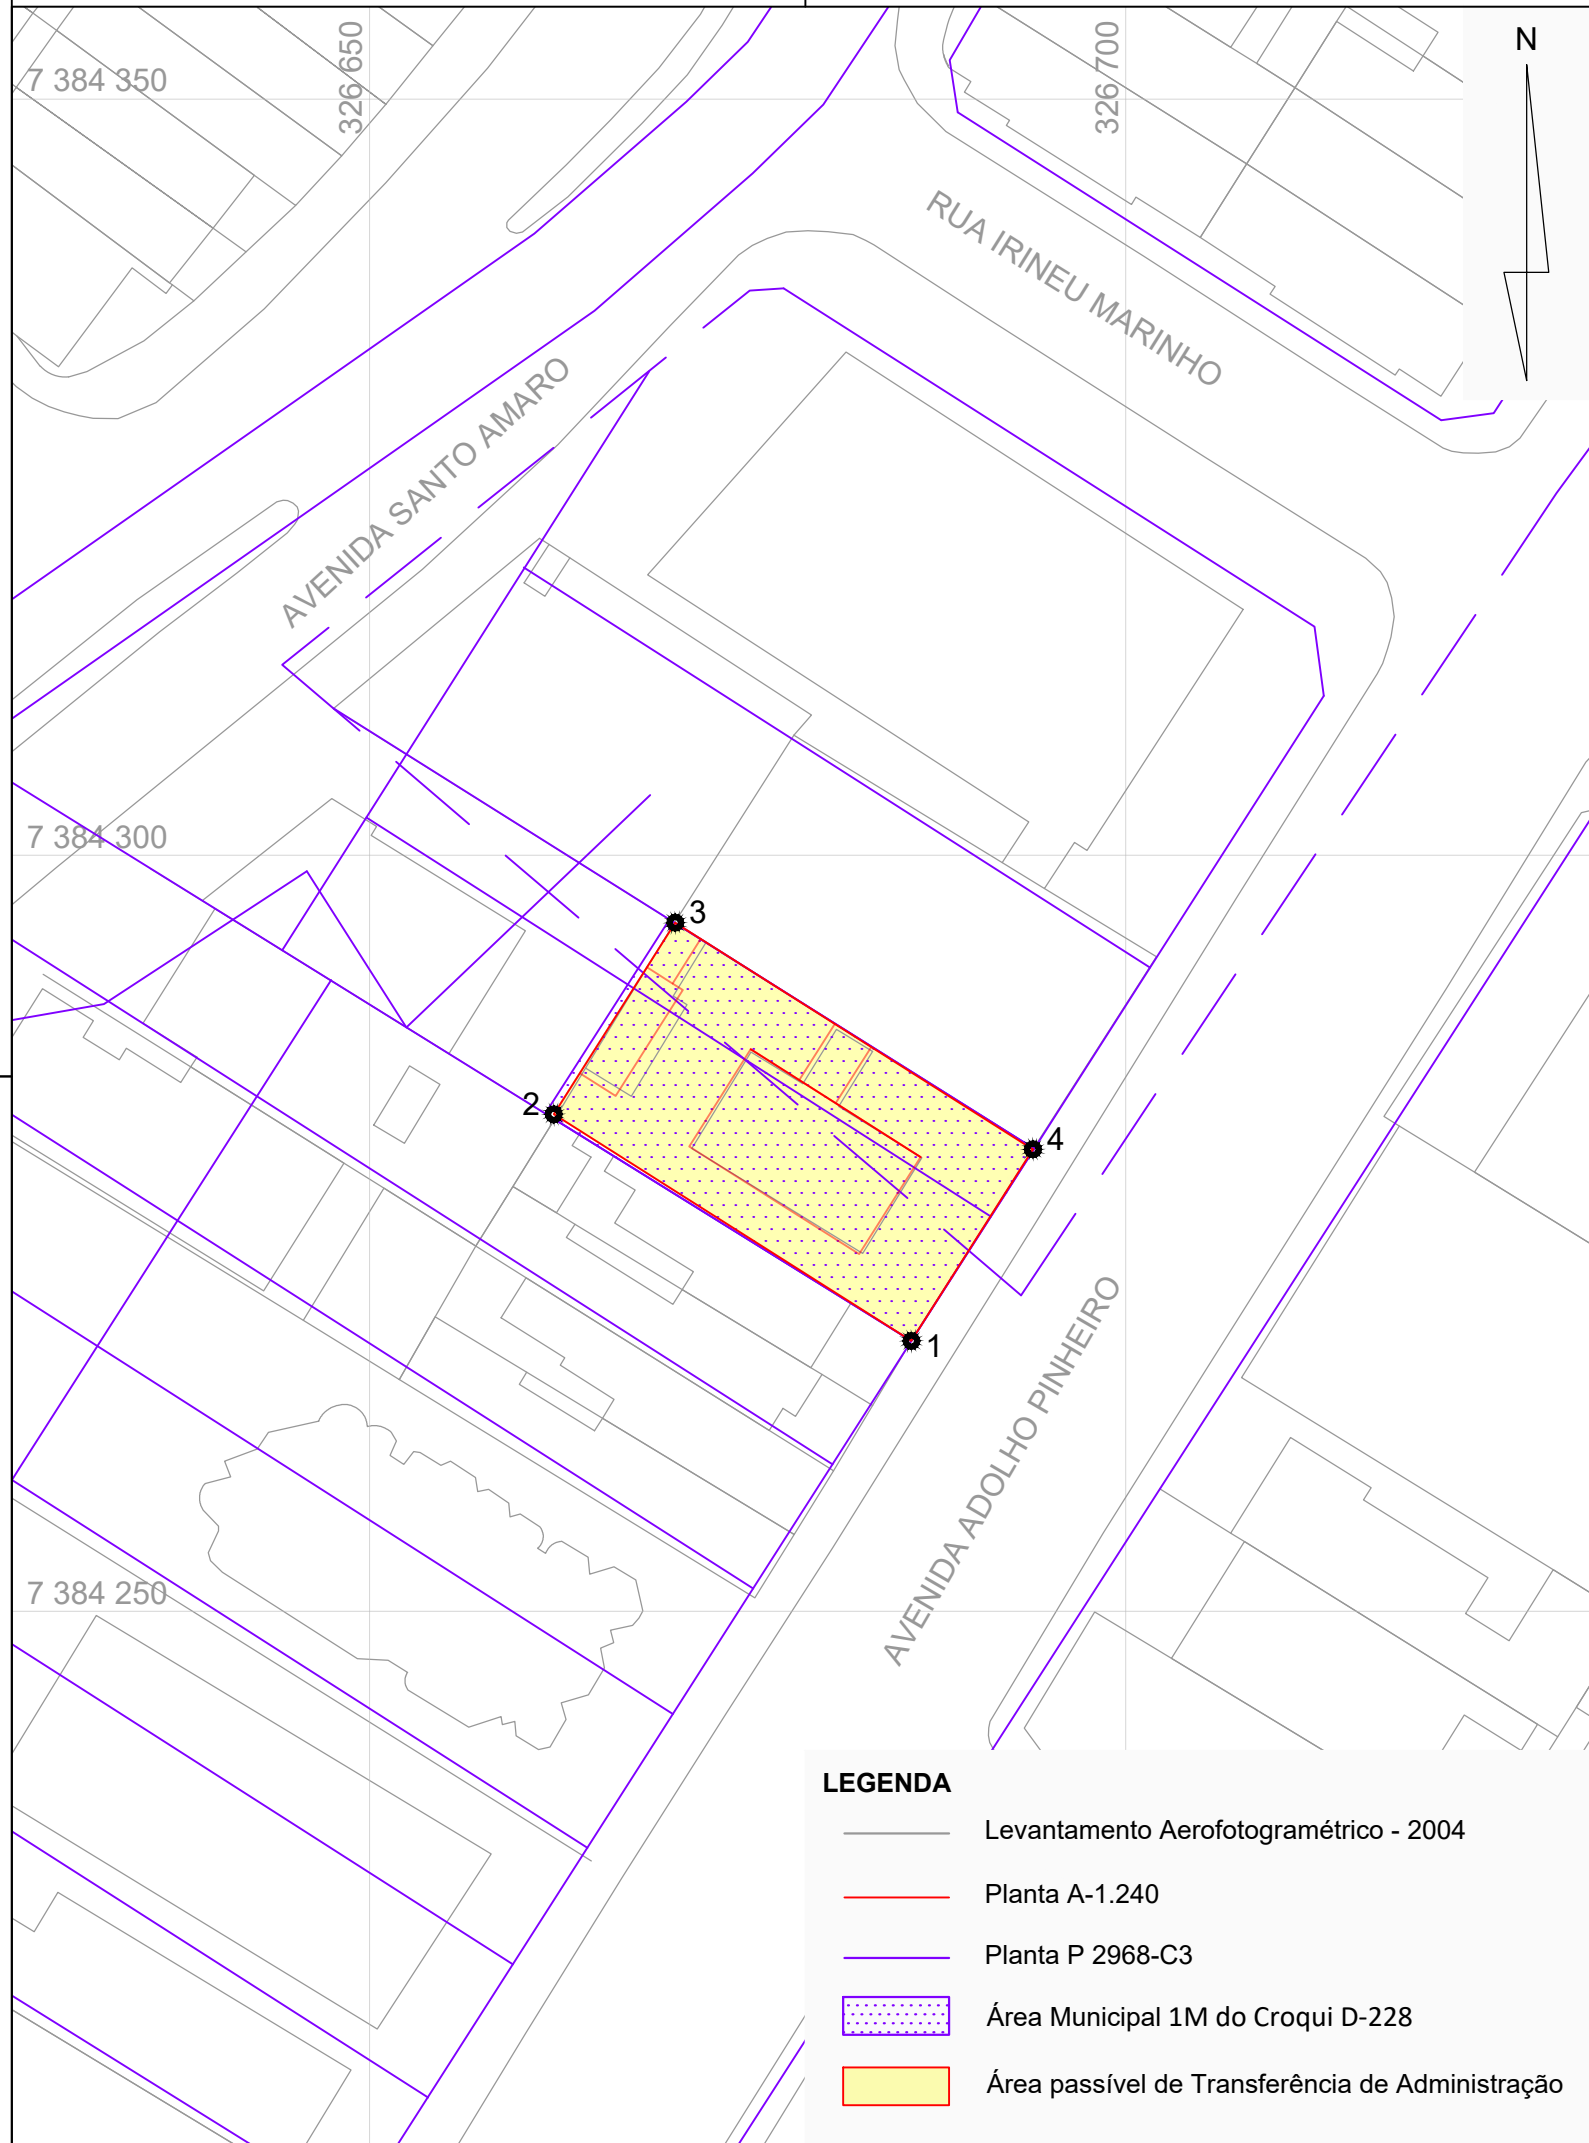 326 650
326 700
N
7 384 350
RUA IRINEU MARINHO
AVENIDA SANTO AMARO
7 384 300
3
2
4
1
AVENIDA ADOLHO PINHEIRO
7 384 250
LEGENDA
Levantamento Aerofotogramétrico - 2004
Planta A-1.240
Planta P 2968-C3
Área Municipal 1M do Croqui D-228
Área passível de Transferência de Administração